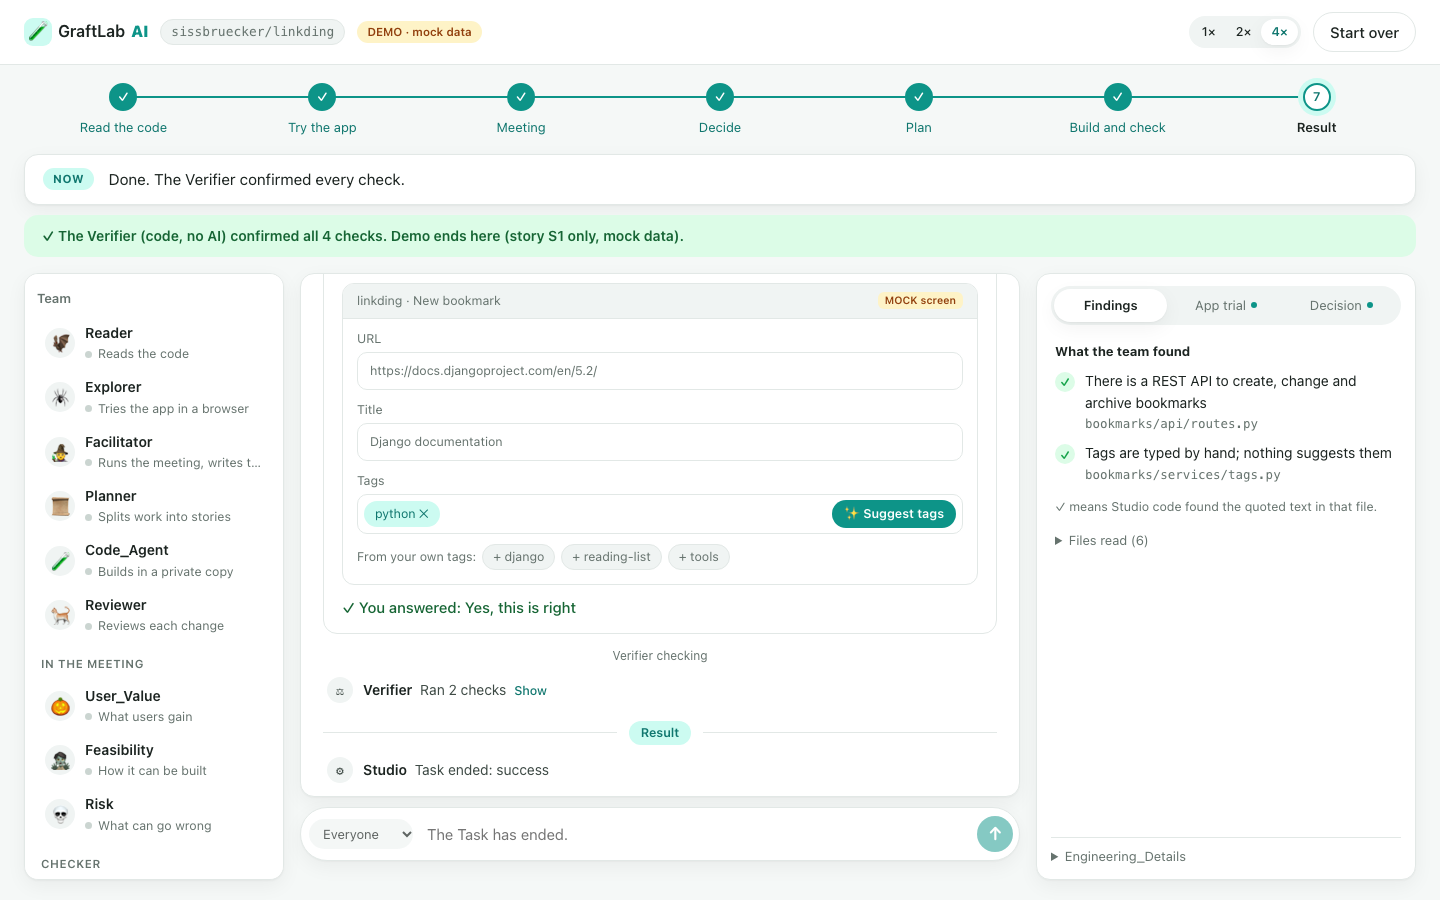 GraftLab AI
sissbruecker/linkding
DEMO · mock data
1× 2× 4×
Start over
✓ ✓ ✓ ✓ ✓ ✓ 7
Read the code
Try the app
Meeting
Decide
Plan
Build and check
Result
NOW Done. The Verifier confirmed every check.
✓ The Verifier (code, no AI) confirmed all 4 checks. Demo ends here (story S1 only, mock data).
Team
Reader
Reads the code
Explorer
Tries the app in a browser
Facilitator
Runs the meeting, writes t...
Planner
Splits work into stories
Code_Agent
Builds in a private copy
Reviewer
Reviews each change
IN THE MEETING
User_Value
What users gain
Feasibility
How it can be built
Risk
What can go wrong
CHECKER
linkding · New bookmark
MOCK screen
URL
https://docs.djangoproject.com/en/5.2/
Title
Django documentation
Tags
python ×
✨ Suggest tags
From your own tags: + django + reading-list + tools
✓ You answered: Yes, this is right
Verifier checking
Verifier Ran 2 checks Show
Result
Studio Task ended: success
Everyone
The Task has ended.
Findings
App trial
Decision
What the team found
There is a REST API to create, change and
archive bookmarks
bookmarks/api/routes.py
Tags are typed by hand; nothing suggests them
bookmarks/services/tags.py
✓ means Studio code found the quoted text in that file.
▶ Files read (6)
▶ Engineering_Details